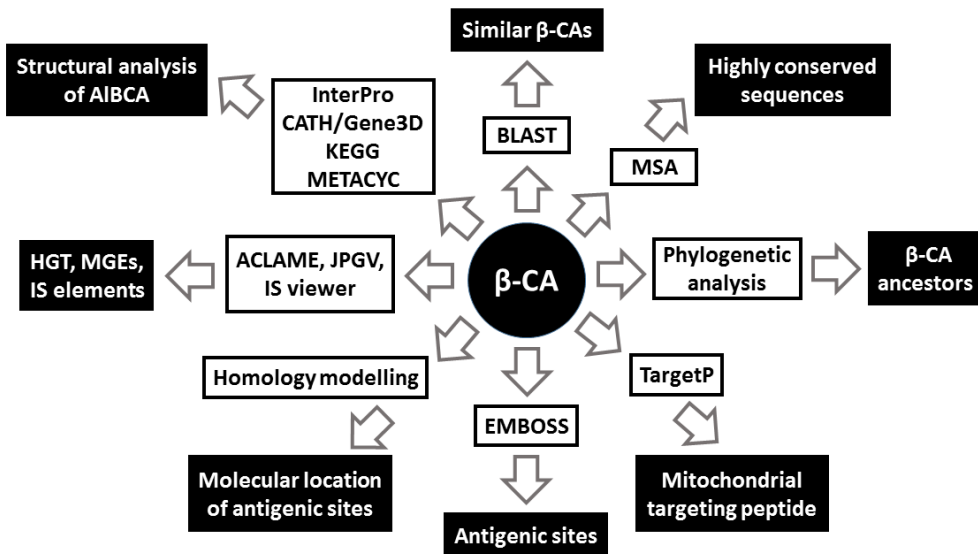 Similar β-CAs
Structural analysis
of AlBCA
Highly conserved
sequences
InterPro
CATH/Gene3D
KEGG
METACYC
BLAST
MSA
HGT, MGEs,
IS elements
ACLAME, JPGV,
IS viewer
β-CA
Phylogenetic
analysis
β-CA
ancestors
Homology modelling
TargetP
EMBOSS
Molecular location
of antigenic sites
Mitochondrial
targeting peptide
Antigenic sites